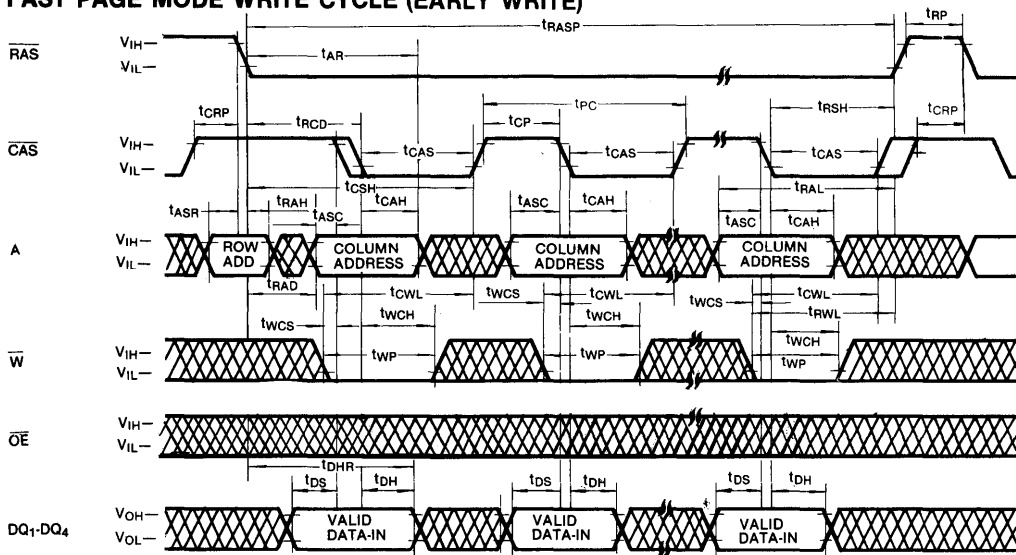 FAST PAGE MODE WRITE CYCLE (EARLY WRITE)
tRASP
tRP
RAS
VIH
VIL
tAR
tCRP
tRCD
tPC
tCP
tRSH
tCRP
CAS
VIH
VIL
tCAS
tCAS
tCAS
tCSH
tRAL
tASR
tRAH
tASC
tCAH
tASC
tCAH
tASC
tCAH
A
VIH
VIL
ROW ADD
COLUMN ADDRESS
COLUMN ADDRESS
COLUMN ADDRESS
tRAD
tCWL
tWCS
tCWL
tWCS
tCWL
tRWL
tWCS
tWCH
tWCH
tWCH
W
VIH
VIL
tWP
tWP
tWP
OE
VIH
VIL
tDHR
tDS
tDH
tDS
tDH
tDS
tDH
DQ1-DQ4
VOH
VOL
VALID DATA-IN
VALID DATA-IN
VALID DATA-IN